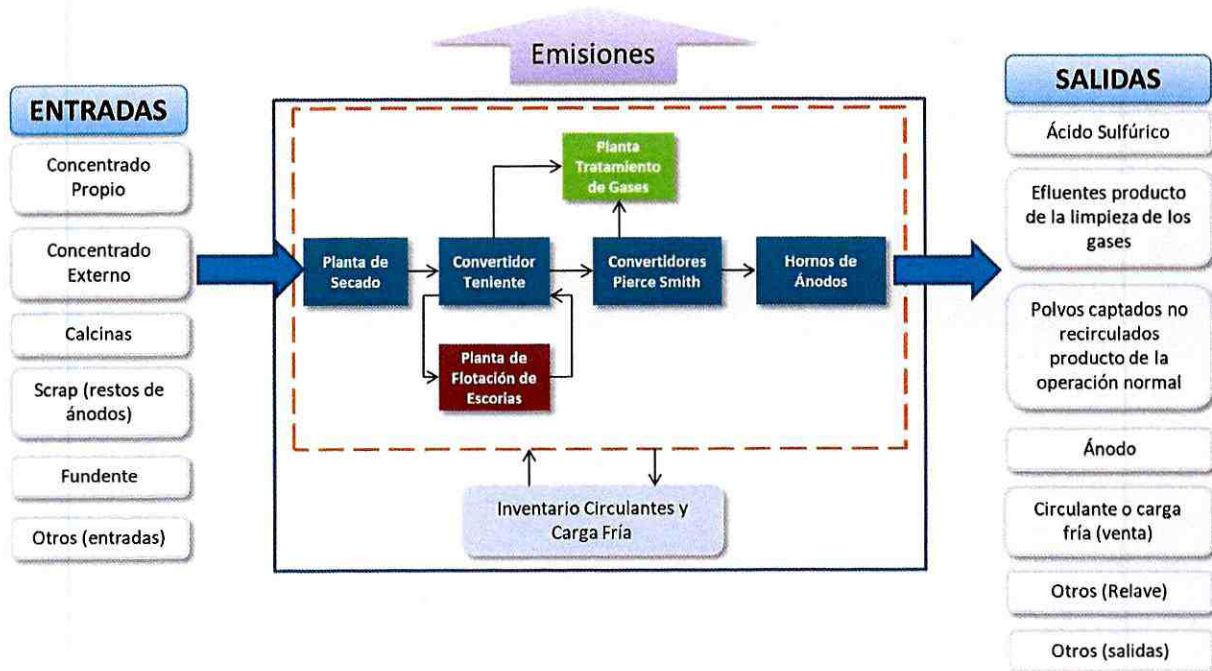 Emisiones
ENTRADAS
Concentrado
Propio
Concentrado
Externo
Calcinas
Scrap (restos de
ánodos)
Fundente
Otros (entradas)
Planta
Tratamiento
de Gases
Planta de
Secado
Convertidor
Teniente
Convertidores
Pierce Smith
Hornos de
Ánodos
Planta de
Flotación de
Escorias
Inventario Circulantes y
Carga Fría
SALIDAS
Ácido Sulfúrico
Efluentes producto
de la limpieza de los
gases
Polvos captados no
recirculados
producto de la
operación normal
Ánodo
Circulante o carga
fría (venta)
Otros (Relave)
Otros (salidas)